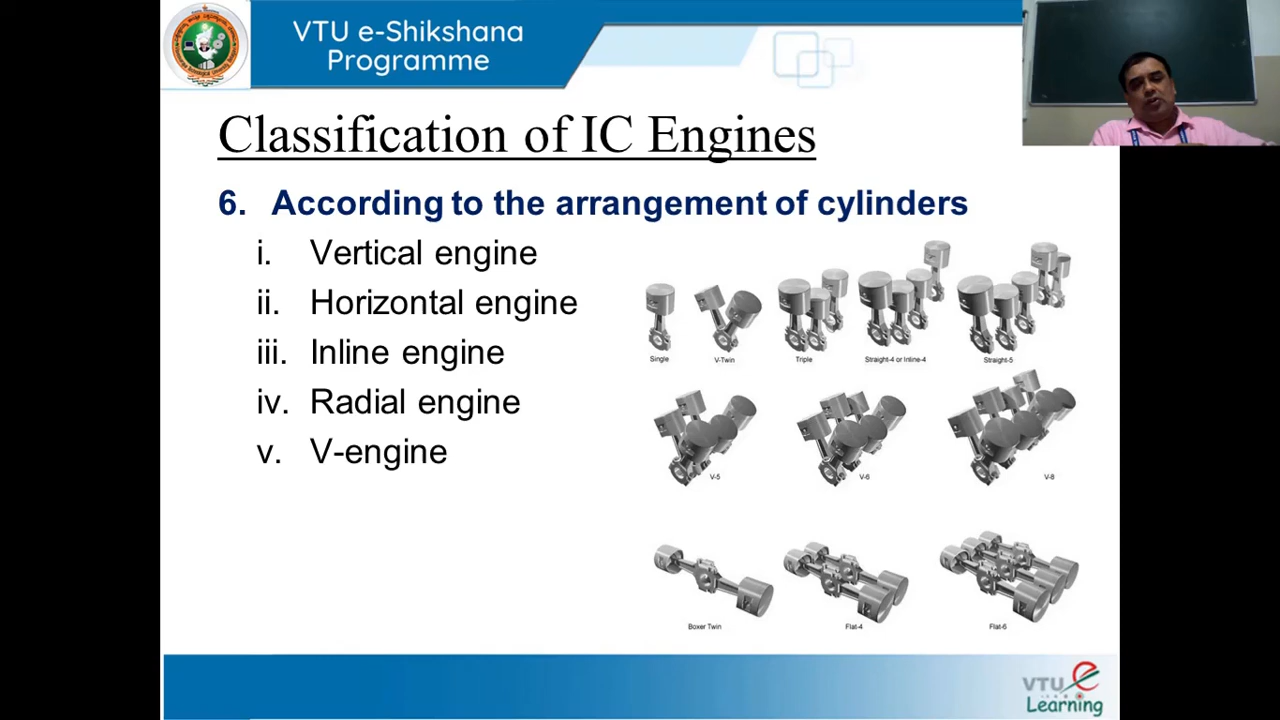 VTU e-Shikshana
Programme
Classification of IC Engines
6. According to the arrangement of cylinders
i. Vertical engine
ii. Horizontal engine
iii. Inline engine
iv. Radial engine
v. V-engine
Single
V-Twin
Triple
Straight-4 or Inline-4
Straight-5
V-5
V-6
V-8
Boxer Twin
Flat-4
Flat-6
VTU e
Learning